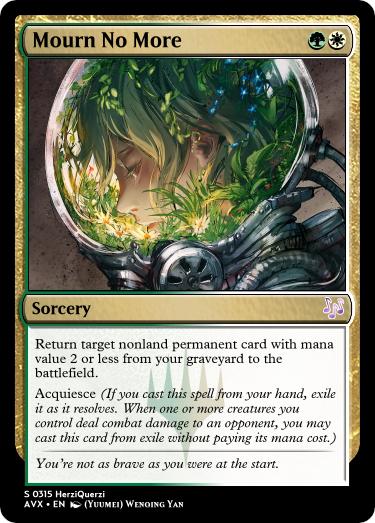 Mourn No More
Sorcery
Return target nonland permanent card with mana
value 2 or less from your graveyard to the
battlefield.
Acquiesce (If you cast this spell from your hand, exile
it as it resolves. When one or more creatures you
control deal combat damage to an opponent, you may
cast this card from exile without paying its mana cost.)
You're not as brave as you were at the start.
S 0315 HerziQuerzi
AVX • EN (Yuumei) Wenqing Yan